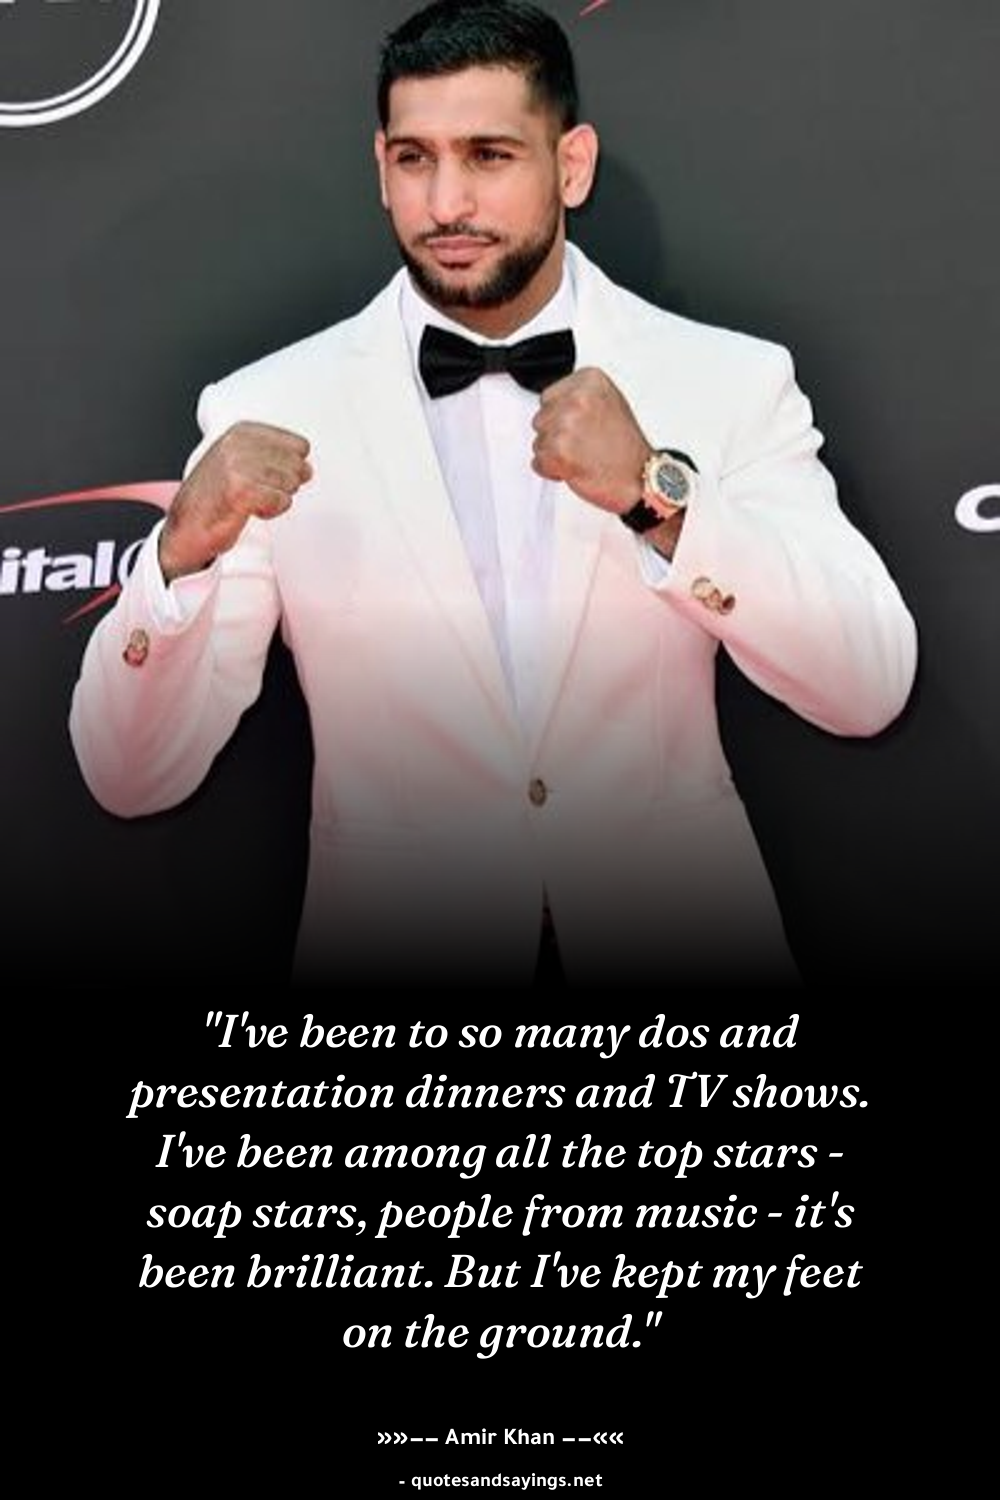 ital
"I've been to so many dos and
presentation dinners and TV shows.
I've been among all the top stars -
soap stars, people from music - it's
been brilliant. But I've kept my feet
on the ground."
»»-- Amir Khan --««
- quotesandsayings.net